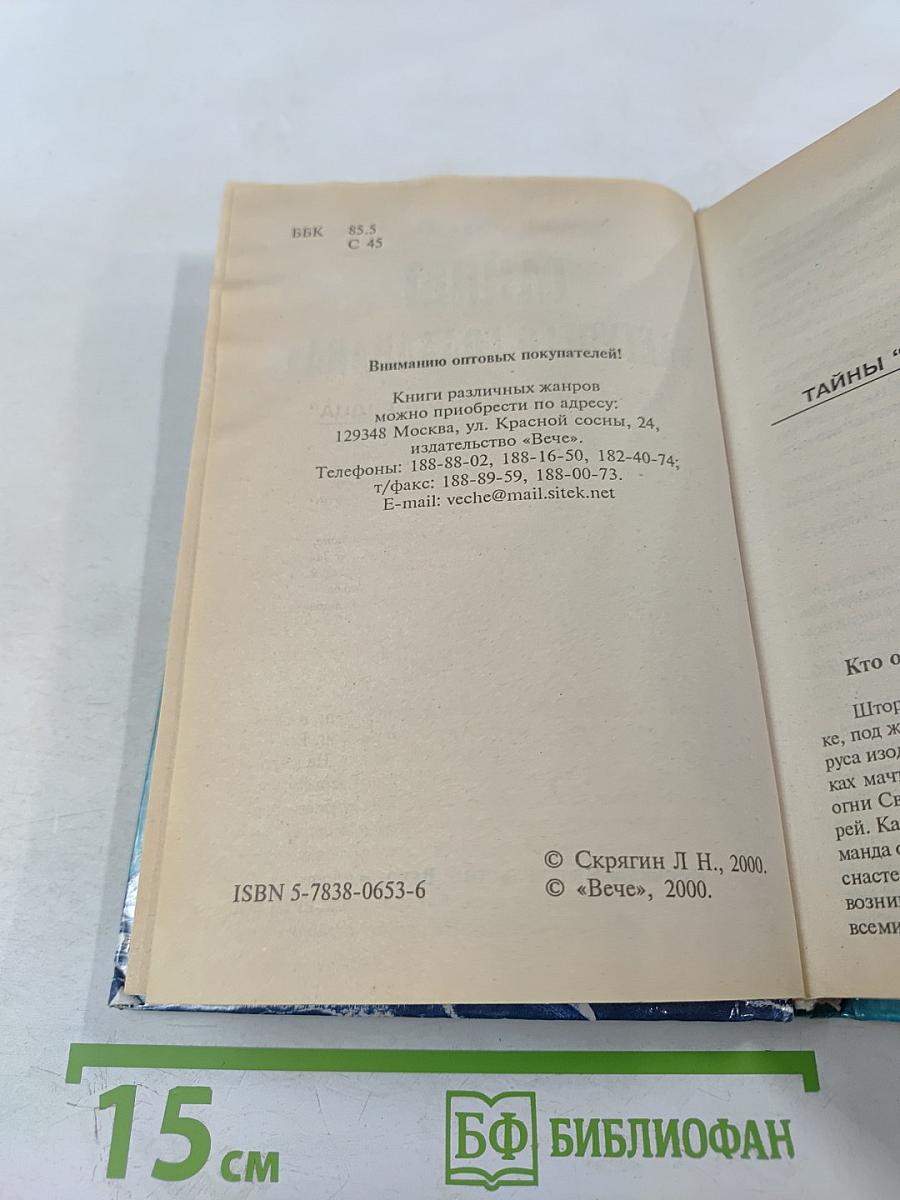 ББК 85.5
С 45
Вниманию оптовых покупателей!
Книги различных жанров
можно приобрести по адресу:
129348 Москва, ул. Красной сосны, 24,
издательство «Вече».
Телефоны: 188-88-02, 188-16-50, 182-40-74;
т/факс: 188-89-59, 188-00-73.
E-mail: veche@mail.sitek.net
© Скрягин Л Н., 2000.
ISBN 5-7838-0653-6
© «Вече», 2000.
ТАЙНЫ "
Кто о
Штор
ке, под ж
руса изо
ках мач
огни Св
рей. Ка
манда о
снасте
возни
всеми
15 см
БФ БИБЛИОФАН